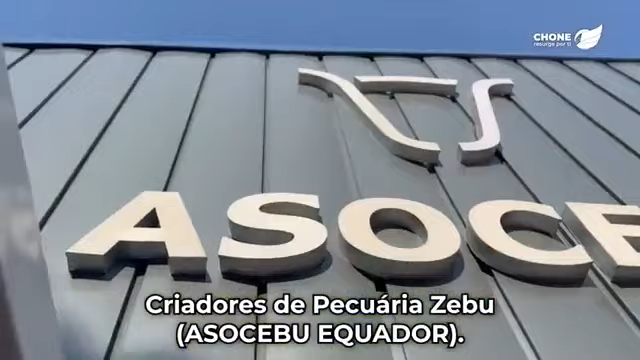 CHONE
resurge por ti
ASOCE
Criadores de Pecuária Zebu
(ASOCEBU EQUADOR).